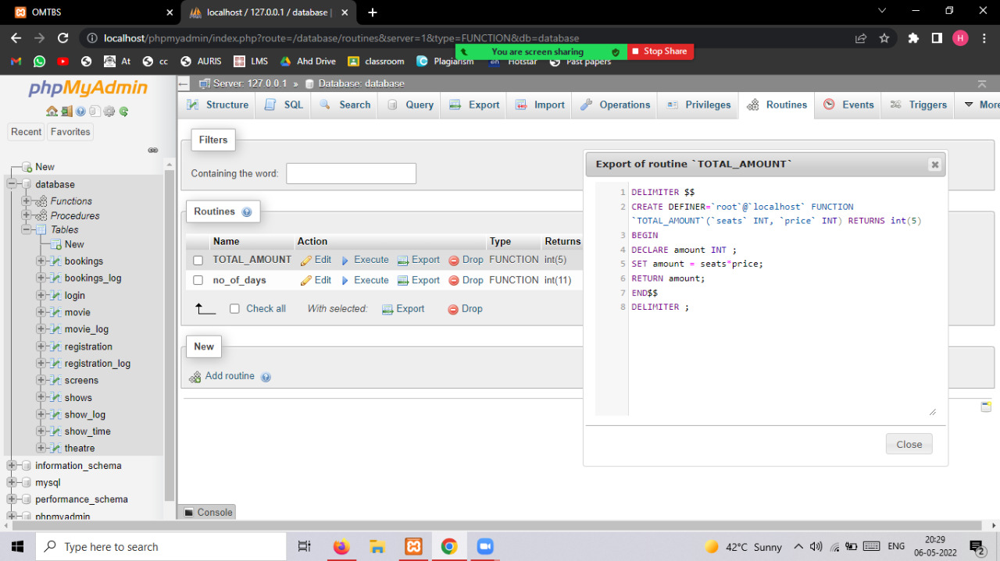 OMTBS
localhost / 127.0.0.1 / database |
localhost/phpmyadmin/index.php?route=/database/routines&server=1&type=FUNCTION&db=database
H
At
cc
AURIS
LMS
Ahd Drive
classroom
Plagiarism
Hotstar
Past papers
You are screen sharing
Stop Share
phpMyAdmin
Recent
Favorites
New
database
Functions
Procedures
Tables
New
bookings
bookings_log
login
movie
movie_log
registration
registration_log
screens
shows
show_log
show_time
theatre
information_schema
mysql
performance_schema
phpmyadmin
Server: 127.0.0.1 » Database: database
Structure
SQL
Search
Query
Export
Import
Operations
Privileges
Routines
Events
Triggers
More
Filters
Containing the word:
Routines
Name Action Type Returns
TOTAL_AMOUNT Edit Execute Export Drop FUNCTION int(5)
no_of_days Edit Execute Export Drop FUNCTION int(11)
Check all With selected: Export Drop
New
Add routine
Export of routine `TOTAL_AMOUNT`
1 DELIMITER $$
2 CREATE DEFINER=`root`@`localhost` FUNCTION
`TOTAL_AMOUNT`(`seats` INT, `price` INT) RETURNS int(5)
3 BEGIN
4 DECLARE amount INT ;
5 SET amount = seats*price;
6 RETURN amount;
7 END$$
8 DELIMITER ;
Close
Console
Type here to search
42°C Sunny
ENG
20:29
06-05-2022
2